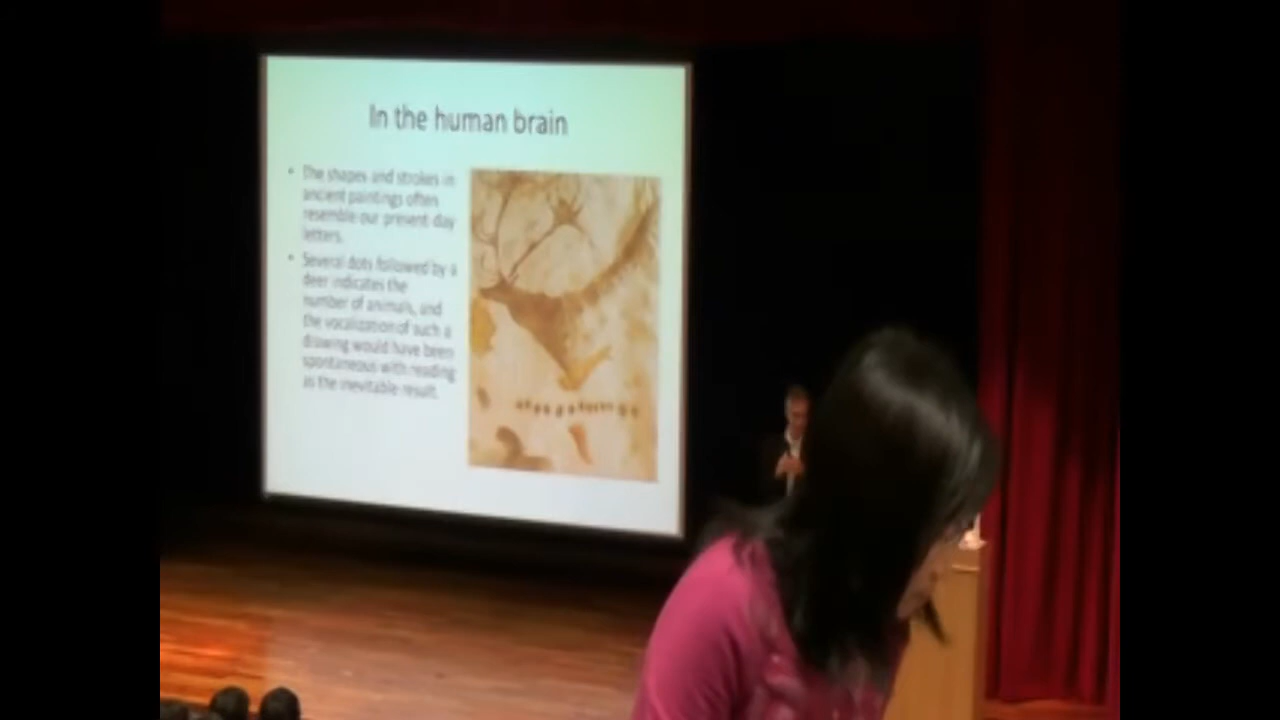 In the human brain
• The shapes and strokes in
ancient paintings often
resemble our present-day
letters.
• Several dots followed by a
deer indicates the
number of animals, and
the vocalization of such a
drawing would have been
spontaneous with reading
as the inevitable result.